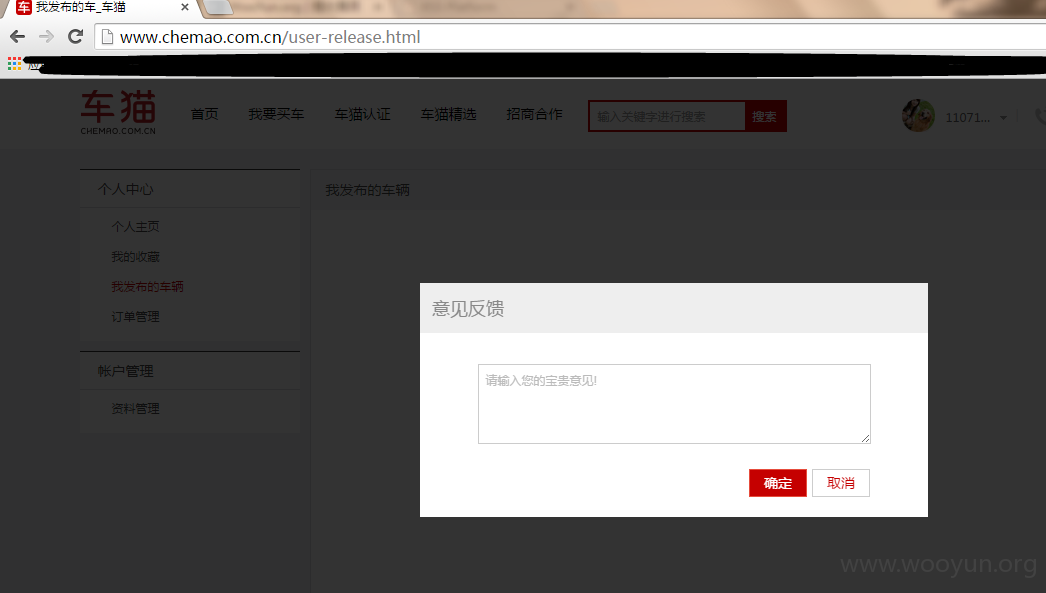 我发布的车_车猫
www.chemao.com.cn/user-release.html
车猫
CHEMAO.COM.CN
首页 我要买车 车猫认证 车猫精选 招商合作 输入关键字进行搜索 搜索 11071...
个人中心
个人主页
我的收藏
我发布的车辆
订单管理
帐户管理
资料管理
我发布的车辆
意见反馈
请输入您的宝贵意见!
确定 取消
www.wooyun.org